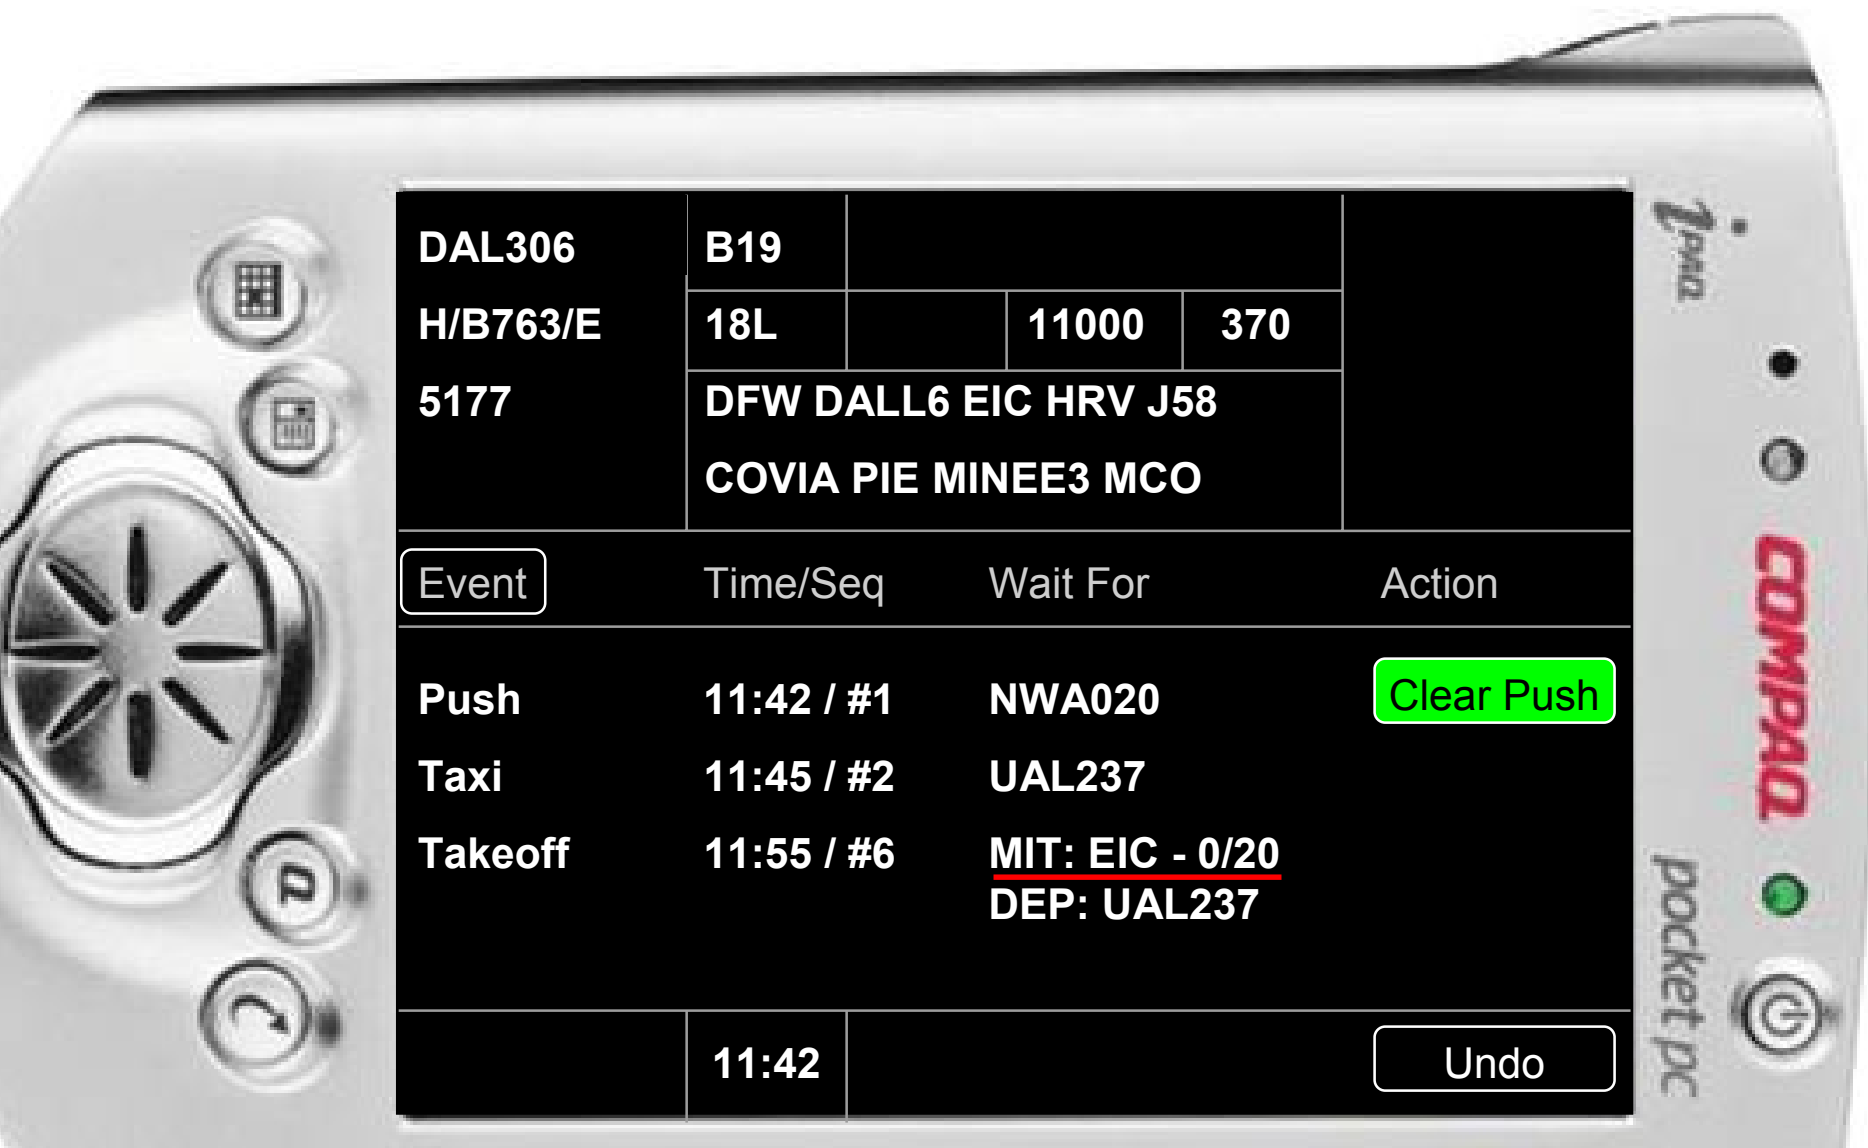 DAL306 B19
H/B763/E 18L 11000 370
5177 DFW DALL6 EIC HRV J58
COVIA PIE MINEE3 MCO
Event Time/Seq Wait For Action
Push 11:42 / #1 NWA020 Clear Push
Taxi 11:45 / #2 UAL237
Takeoff 11:55 / #6 MIT: EIC - 0/20
DEP: UAL237
11:42 Undo
iPAQ
COMPAQ
pocket pc